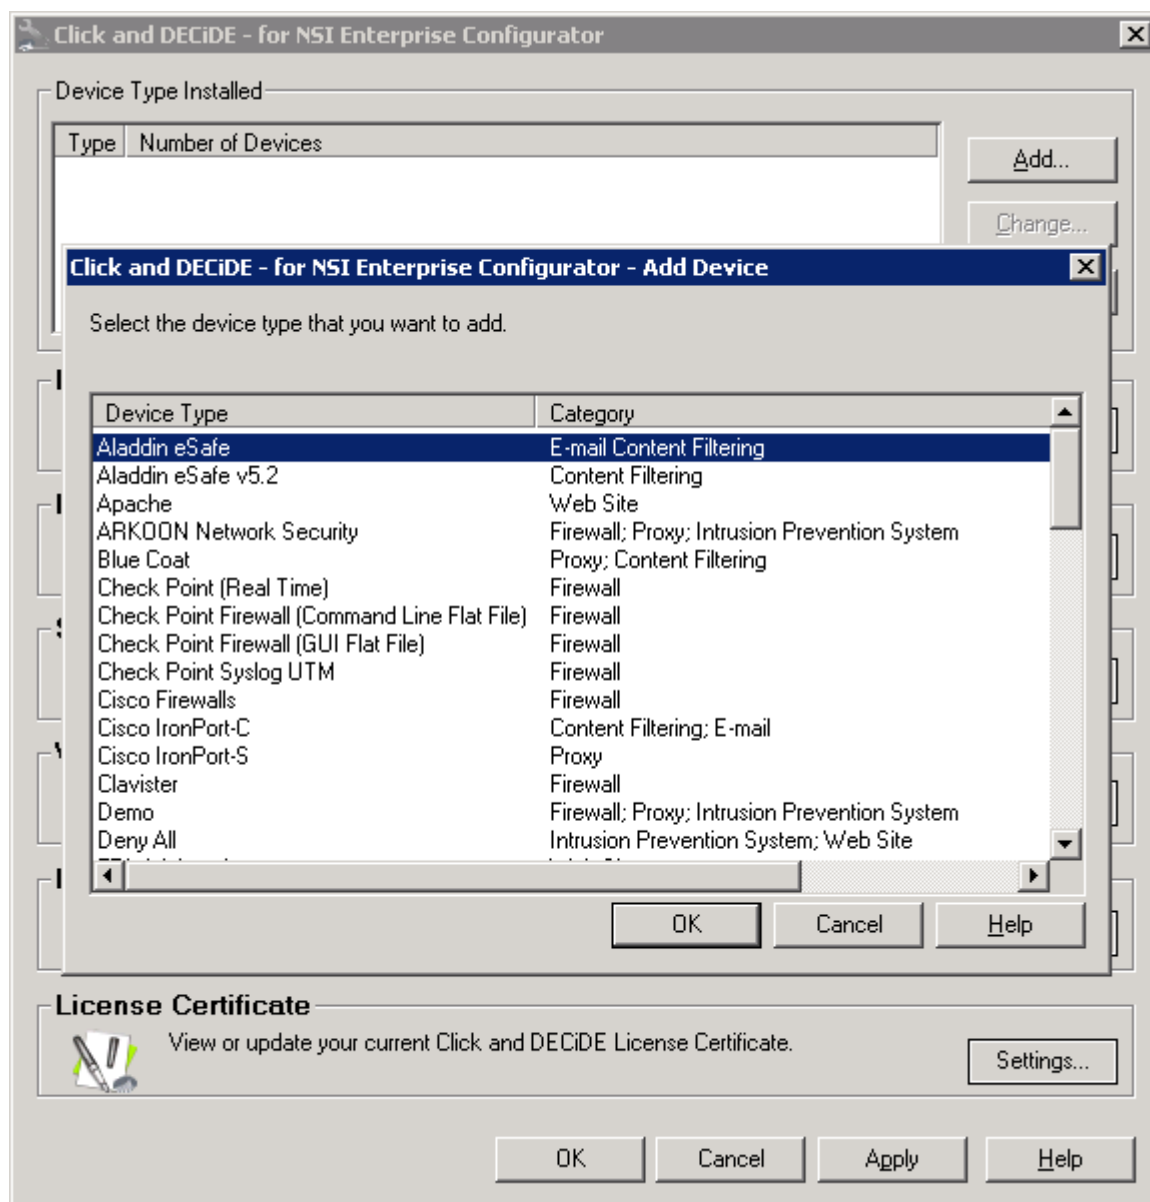 Click and DECiDE - for NSI Enterprise Configurator
Device Type Installed
Type Number of Devices
Add...
Change...
Click and DECiDE - for NSI Enterprise Configurator - Add Device
Select the device type that you want to add.
Device Type Category
Aladdin eSafe E-mail Content Filtering
Aladdin eSafe v5.2 Content Filtering
Apache Web Site
ARKOON Network Security Firewall; Proxy; Intrusion Prevention System
Blue Coat Proxy; Content Filtering
Check Point (Real Time) Firewall
Check Point Firewall (Command Line Flat File) Firewall
Check Point Firewall (GUI Flat File) Firewall
Check Point Syslog UTM Firewall
Cisco Firewalls Firewall
Cisco IronPort-C Content Filtering; E-mail
Cisco IronPort-S Proxy
Clavister Firewall
Demo Firewall; Proxy; Intrusion Prevention System
Deny All Intrusion Prevention System; Web Site
OK Cancel Help
License Certificate
View or update your current Click and DECiDE License Certificate.
Settings...
OK Cancel Apply Help